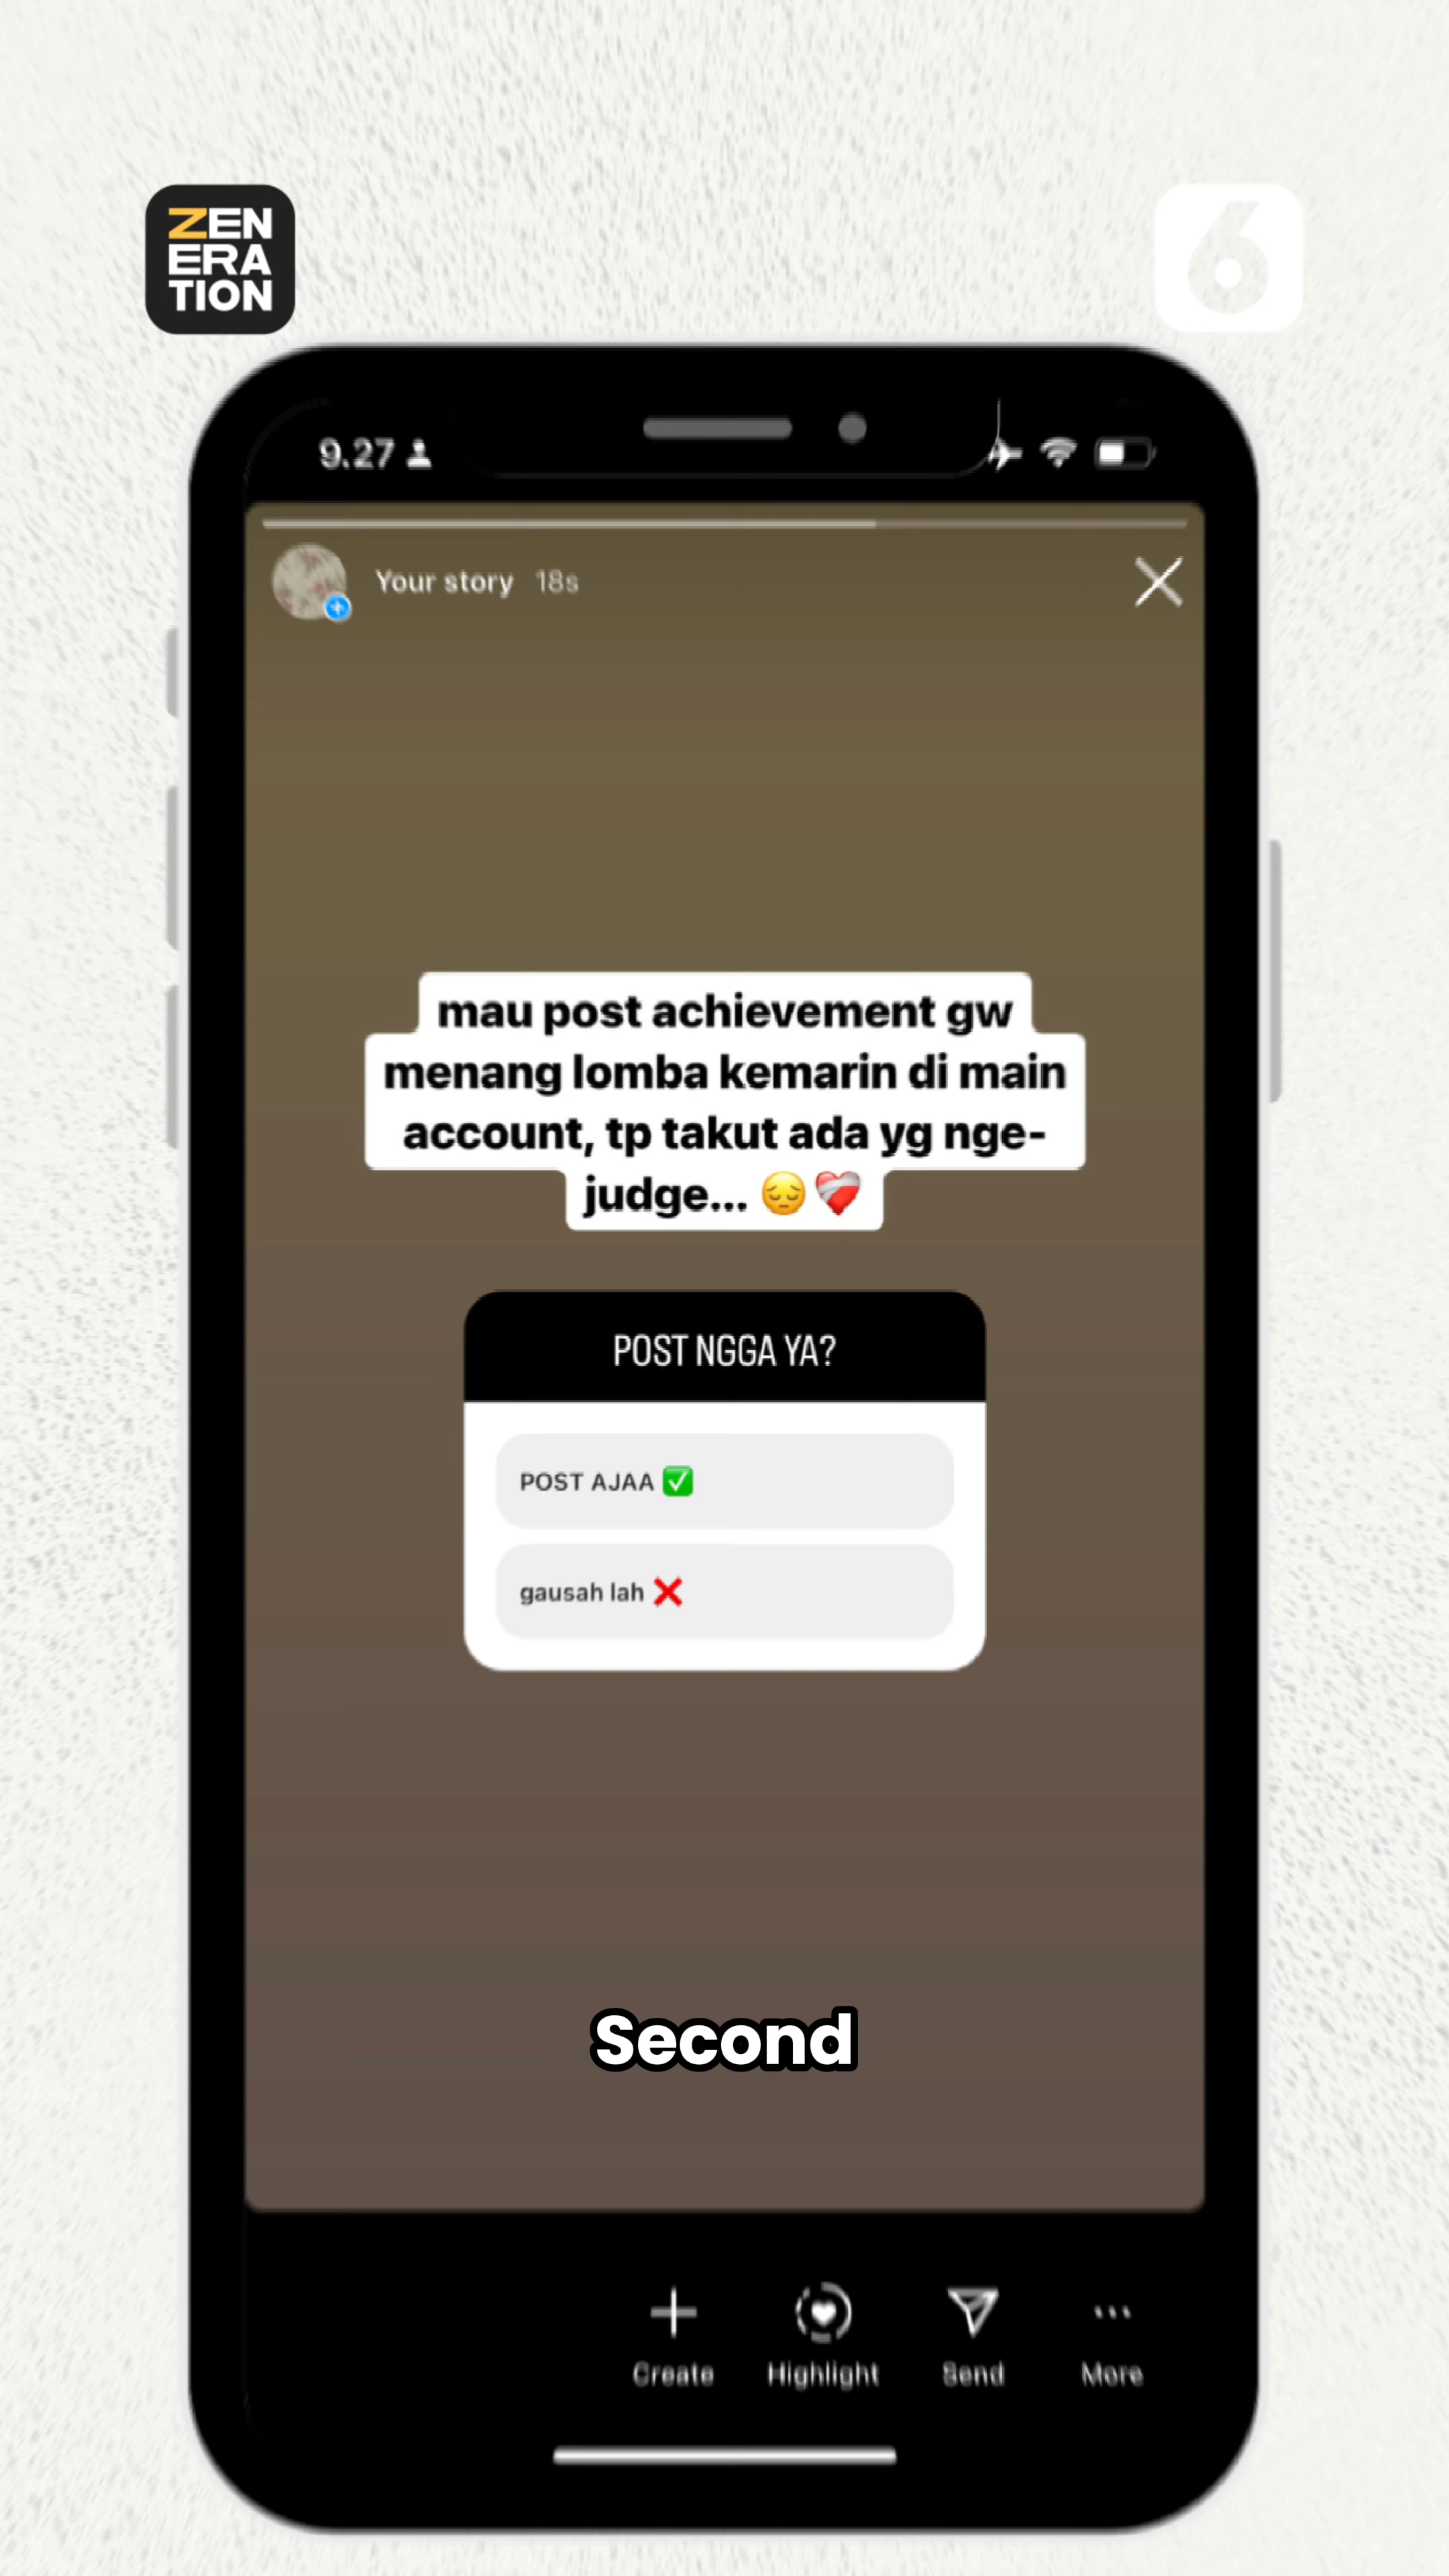 ZEN
ERA
TION
6
9.27
Your story 18s
mau post achievement gw
menang lomba kemarin di main
account, tp takut ada yg nge-
judge... 😔❤️‍🩹
POST NGGA YA?
POST AJAA ✅
gausah lah ❌
Second
Create Highlight Send More